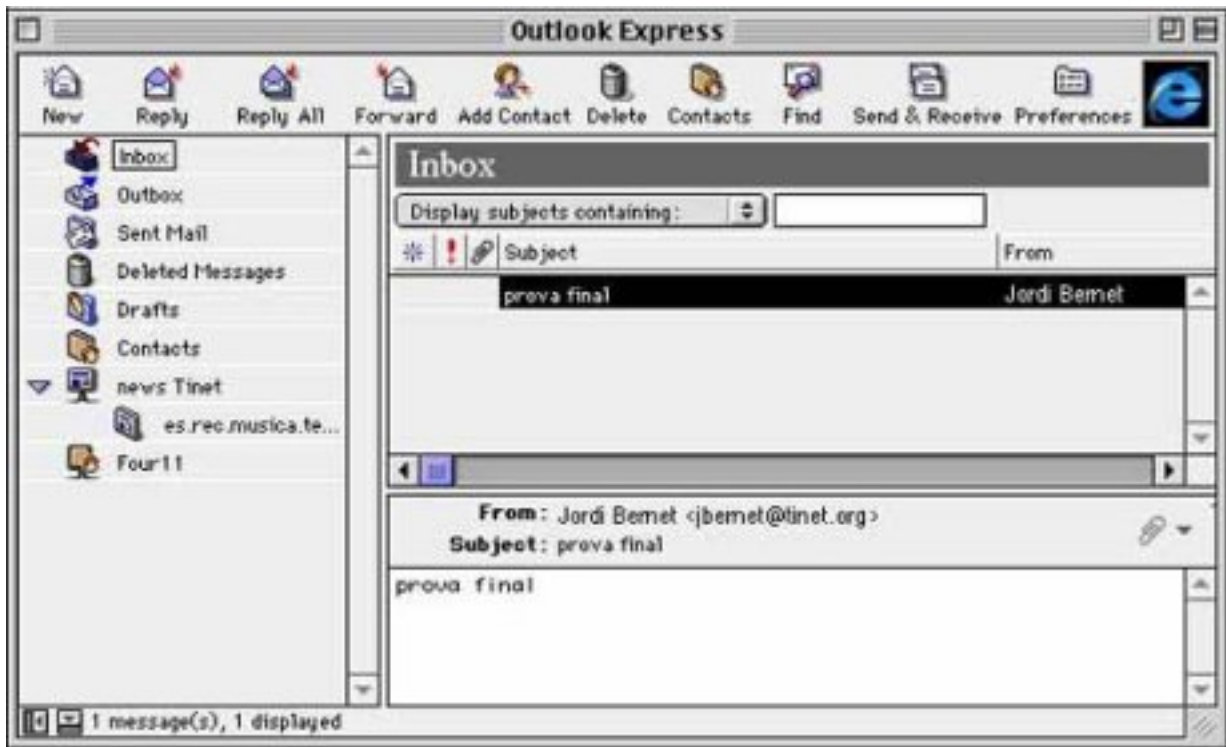 Outlook Express
New Reply Reply All Forward Add Contact Delete Contacts Find Send & Receive Preferences
Inbox
Outbox
Sent Mail
Deleted Messages
Drafts
Contacts
news Tinet
es.rec.musica.te...
Four11
Inbox
Display subjects containing:
Subject From
prova final Jordi Bernet
From: Jordi Bernet <jbernet@tinet.org>
Subject: prova final
prova final
1 message(s), 1 displayed